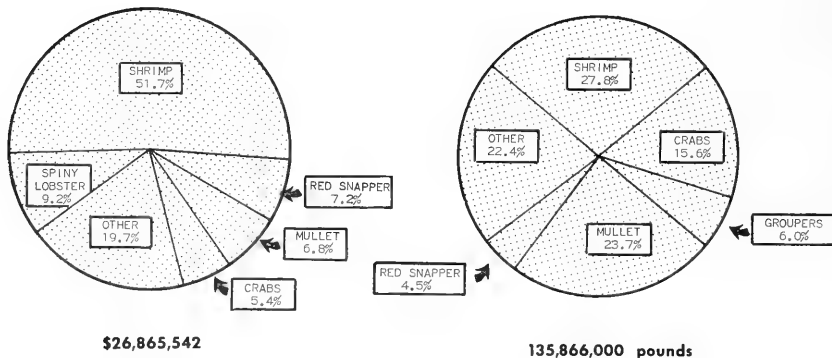 SHRIMP
51.7%
SPINY
LOBSTER
9.2%
OTHER
19.7%
RED SNAPPER
7.2%
MULLET
6.8%
CRABS
5.4%
$26,865,542
SHRIMP
27.8%
OTHER
22.4%
CRABS
15.6%
MULLET
23.7%
GROUPERS
6.0%
RED SNAPPER
4.5%
135,866,000 pounds